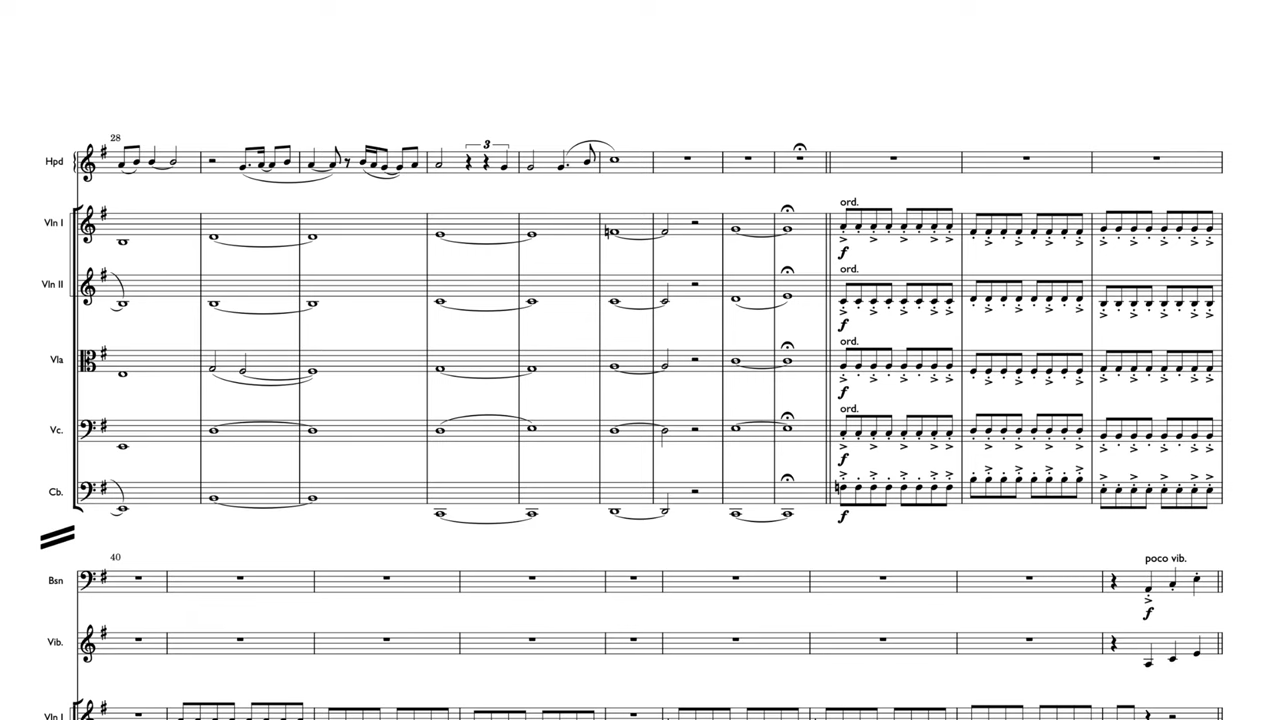 28
Hpd
3
Vln I
ord.
f
Vln II
ord.
f
Vla
ord.
f
Vc.
ord.
f
Cb.
f
40
Bsn
poco vib.
f
Vib.
Vln I